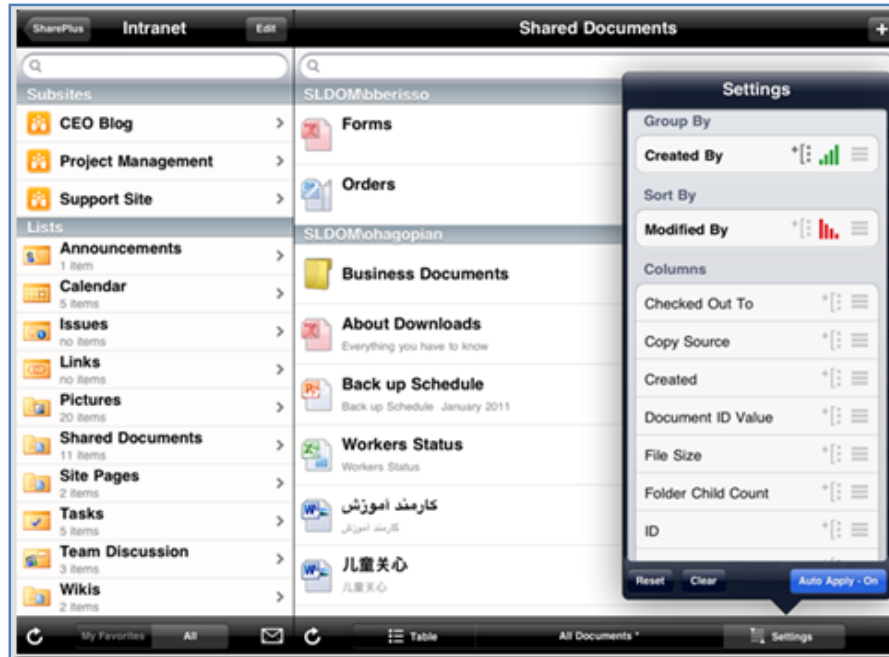 SharePlus
Intranet
Edit
Subsites
CEO Blog
Project Management
Support Site
Lists
Announcements
1 item
Calendar
5 items
Issues
no items
Links
no items
Pictures
20 items
Shared Documents
11 items
Site Pages
2 items
Tasks
5 items
Team Discussion
3 items
Wikis
2 items
My Favorites
All
Shared Documents
+
SLDOM\bberisso
Forms
Orders
SLDOM\ohagopian
Business Documents
About Downloads
Everything you have to know
Back up Schedule
Back up Schedule January 2011
Workers Status
Workers Status
کارمند آموزش
کارمند آموزش
儿童关心
儿童关心
Table
All Documents *
Settings
Settings
Group By
Created By
Sort By
Modified By
Columns
Checked Out To
Copy Source
Created
Document ID Value
File Size
Folder Child Count
ID
Reset
Clear
Auto Apply - On